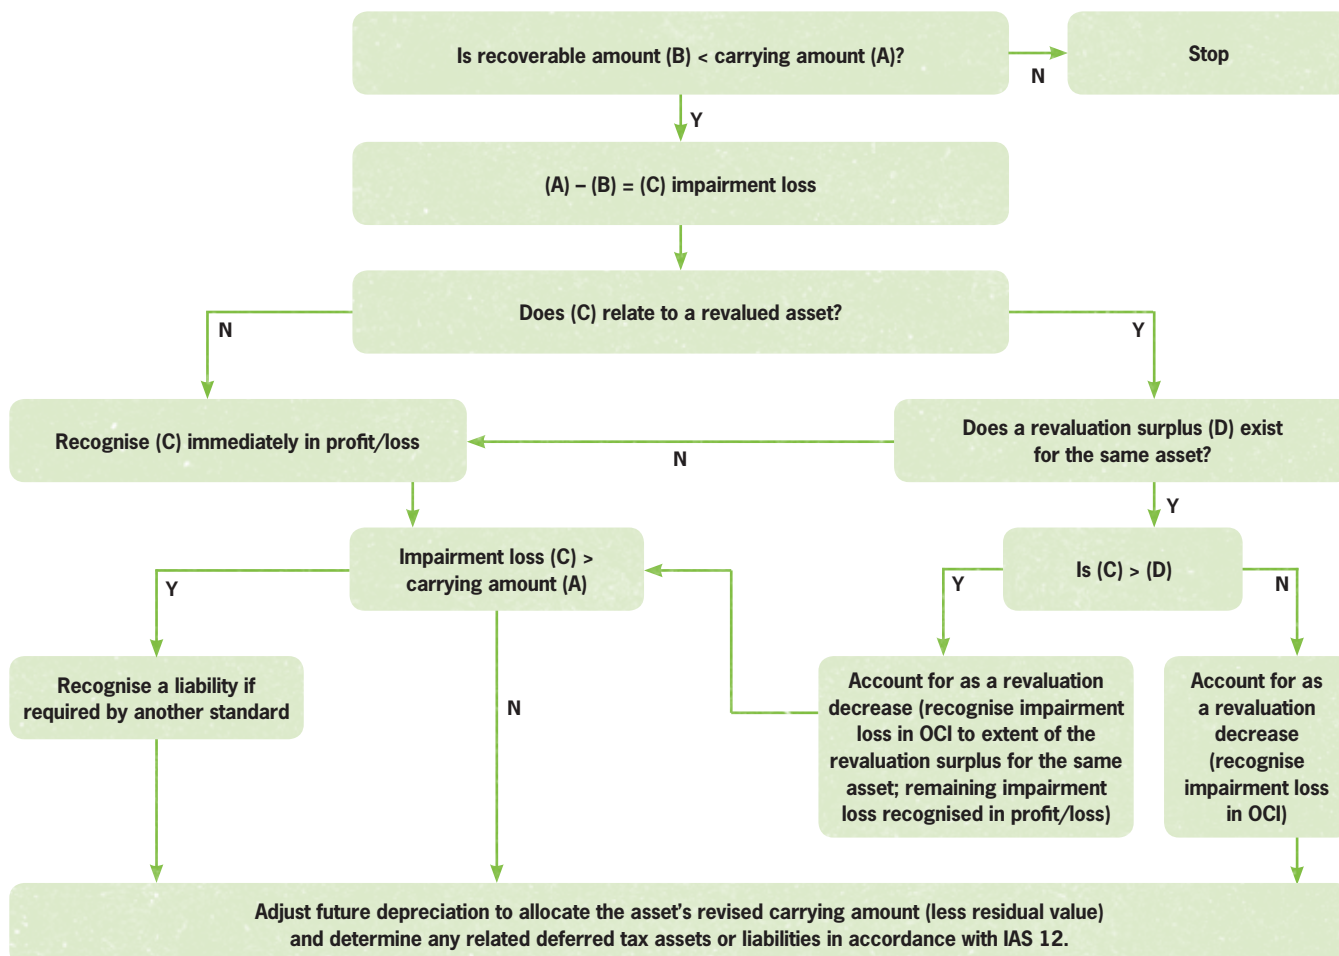 Is recoverable amount (B) < carrying amount (A)?
Stop
N
Y
(A) – (B) = (C) impairment loss
Does (C) relate to a revalued asset?
N
Y
Recognise (C) immediately in profit/loss
Does a revaluation surplus (D) exist
for the same asset?
N
Y
Impairment loss (C) >
carrying amount (A)
Is (C) > (D)
Y
Y
N
Recognise a liability if
required by another standard
N
Account for as a revaluation
decrease (recognise impairment
loss in OCI to extent of the
revaluation surplus for the same
asset; remaining impairment
loss recognised in profit/loss)
Account for as
a revaluation
decrease
(recognise
impairment loss
in OCI)
Adjust future depreciation to allocate the asset's revised carrying amount (less residual value)
and determine any related deferred tax assets or liabilities in accordance with IAS 12.